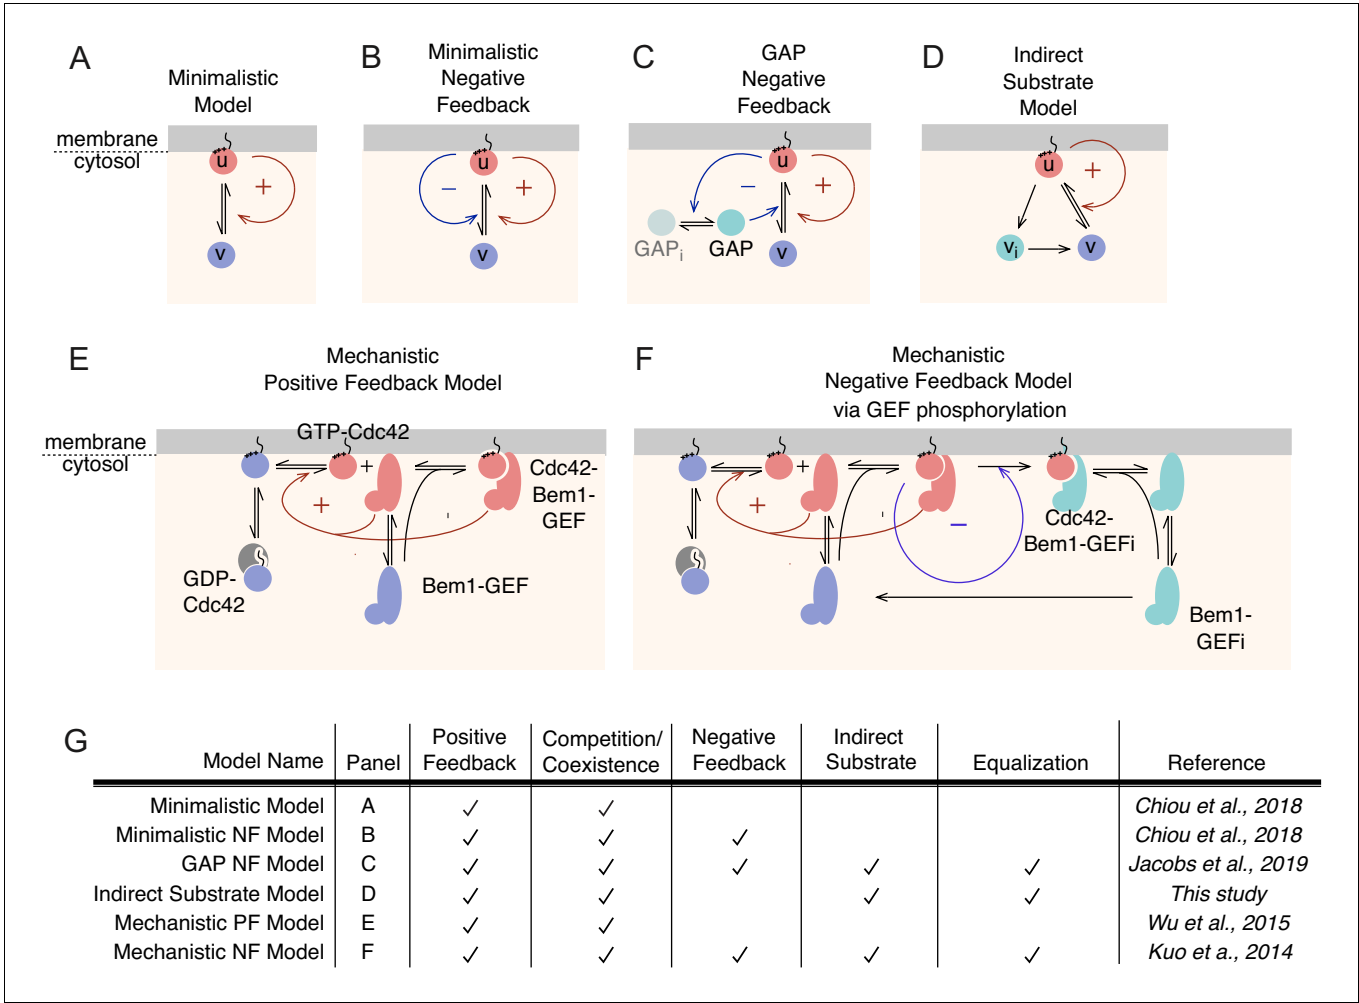 A
Minimalistic
Model
membrane
cytosol
u
+
v
B
Minimalistic
Negative
Feedback
u
− +
v
C
GAP
Negative
Feedback
u
− +
GAPi GAP v
D
Indirect
Substrate
Model
u
+
vi v
E
Mechanistic
Positive Feedback Model
membrane
cytosol
GTP-Cdc42
+
+
Cdc42-
Bem1-
GEF
GDP-
Cdc42
Bem1-GEF
F
Mechanistic
Negative Feedback Model
via GEF phosphorylation
+
+
−
Cdc42-
Bem1-GEFi
Bem1-
GEFi
G
Model Name Panel Positive Feedback Competition/ Coexistence Negative Feedback Indirect Substrate Equalization Reference
Minimalistic Model A ✓ ✓ Chiou et al., 2018
Minimalistic NF Model B ✓ ✓ ✓ Chiou et al., 2018
GAP NF Model C ✓ ✓ ✓ ✓ ✓ Jacobs et al., 2019
Indirect Substrate Model D ✓ ✓ ✓ ✓ This study
Mechanistic PF Model E ✓ ✓ Wu et al., 2015
Mechanistic NF Model F ✓ ✓ ✓ ✓ ✓ Kuo et a., 2014